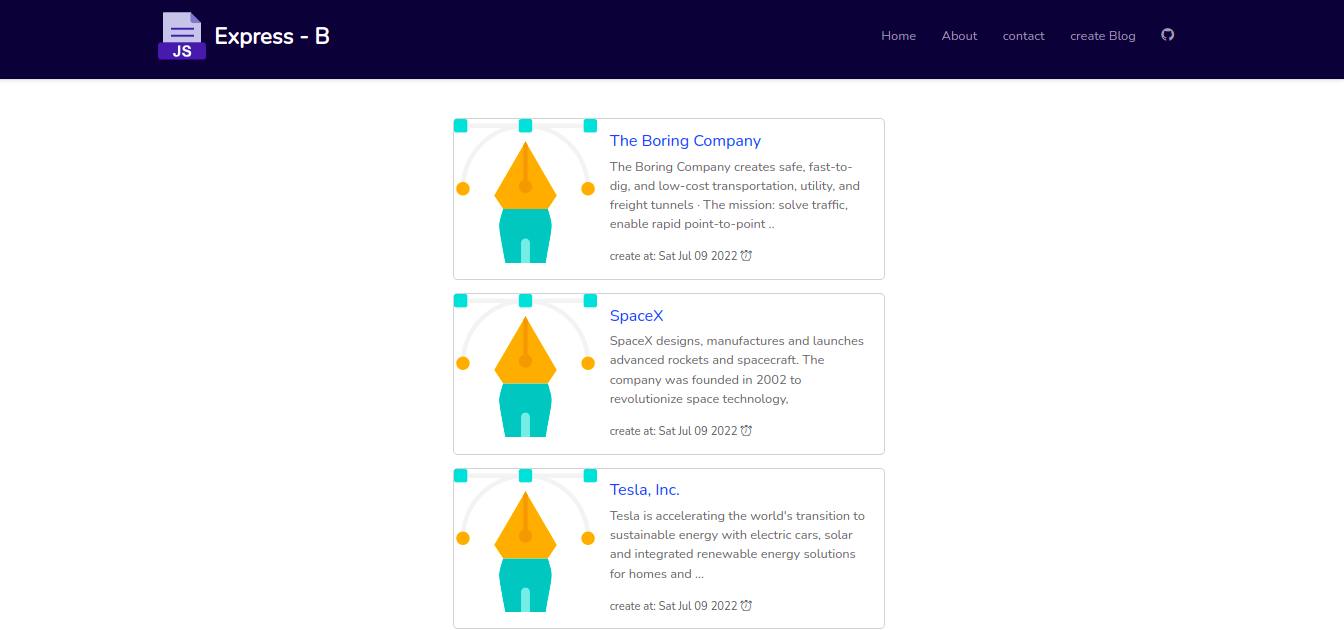 JS
Express - B
Home About contact create Blog
The Boring Company
The Boring Company creates safe, fast-to-
dig, and low-cost transportation, utility, and
freight tunnels · The mission: solve traffic,
enable rapid point-to-point ..
create at: Sat Jul 09 2022
SpaceX
SpaceX designs, manufactures and launches
advanced rockets and spacecraft. The
company was founded in 2002 to
revolutionize space technology,
create at: Sat Jul 09 2022
Tesla, Inc.
Tesla is accelerating the world's transition to
sustainable energy with electric cars, solar
and integrated renewable energy solutions
for homes and ...
create at: Sat Jul 09 2022